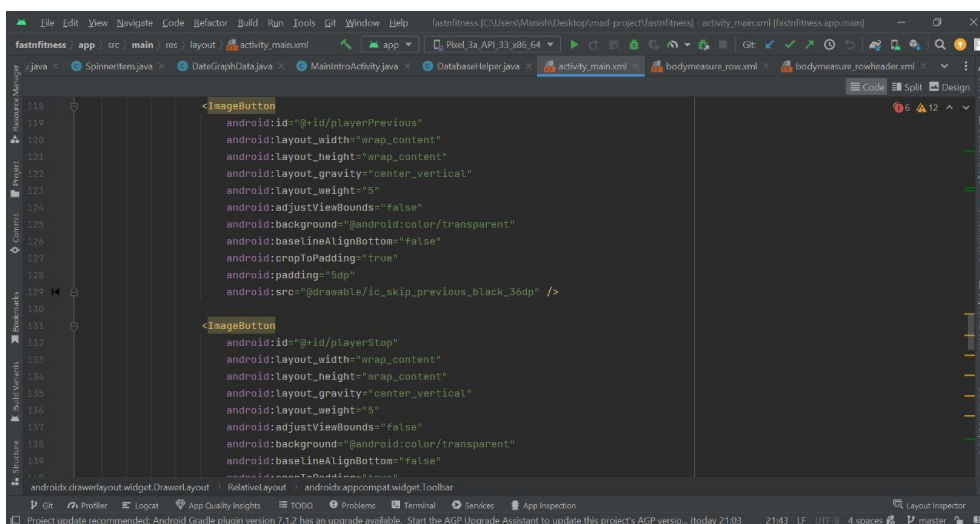 File Edit View Navigate Code Refactor Build Run Tools Git Window Help fastnfitness [C:\Users\Manish\Desktop\mad-project\fastnfitness] - activity_main.xml [fastnfitness.app.main]
fastnfitness app src main res layout activity_main.xml app Pixel_3a_API_33_x86_64 Git:
y.java SpinnerItem.java DateGraphData.java MainIntroActivity.java DatabaseHelper.java activity_main.xml bodymeasure_row.xml bodymeasure_rowheader.xml
Code Split Design
6 12
Resource Manager
Project
Commit
Bookmarks
Build Variants
Structure
118 <ImageButton
119 android:id="@+id/playerPrevious"
120 android:layout_width="wrap_content"
121 android:layout_height="wrap_content"
122 android:layout_gravity="center_vertical"
123 android:layout_weight="5"
124 android:adjustViewBounds="false"
125 android:background="@android:color/transparent"
126 android:baselineAlignBottom="false"
127 android:cropToPadding="true"
128 android:padding="5dp"
129 android:src="@drawable/ic_skip_previous_black_36dp" />
130
131 <ImageButton
132 android:id="@+id/playerStop"
133 android:layout_width="wrap_content"
134 android:layout_height="wrap_content"
135 android:layout_gravity="center_vertical"
136 android:layout_weight="5"
137 android:adjustViewBounds="false"
138 android:background="@android:color/transparent"
139 android:baselineAlignBottom="false"
androidx.drawerlayout.widget.DrawerLayout RelativeLayout androidx.appcompat.widget.Toolbar
Git Profiler Logcat App Quality Insights TODO Problems Terminal Services App Inspection Layout Inspector
Project update recommended: Android Gradle plugin version 7.1.2 has an upgrade available. Start the AGP Upgrade Assistant to update this project's AGP versio... (today 21:03 21:43 LF UTF-8 4 spaces master